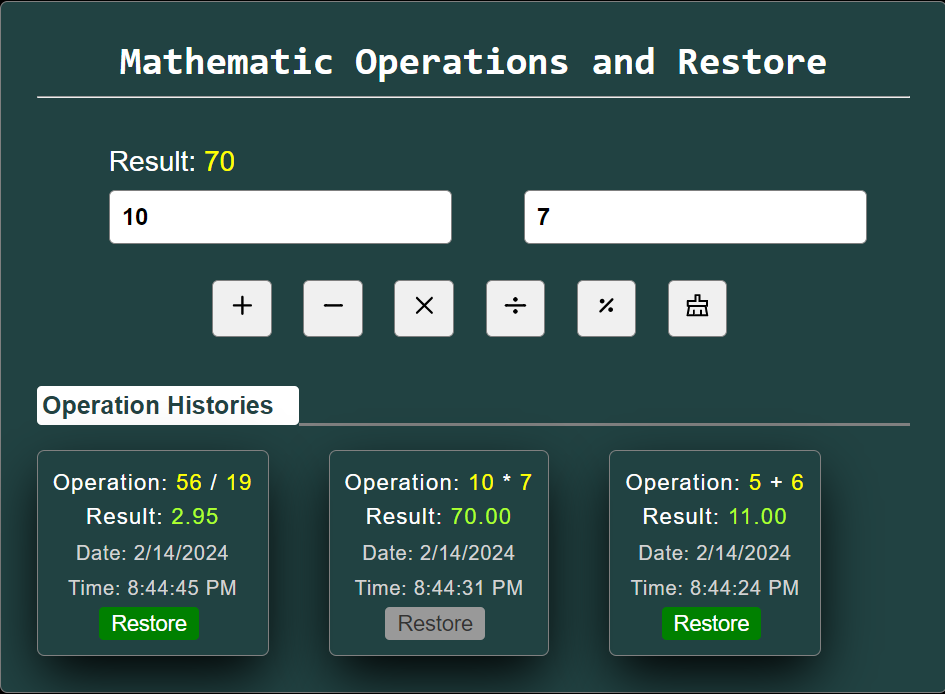 Mathematic Operations and Restore
Result: 70
10 7
+ − × ÷ %
Operation Histories
Operation: 56 / 19
Result: 2.95
Date: 2/14/2024
Time: 8:44:45 PM
Restore
Operation: 10 * 7
Result: 70.00
Date: 2/14/2024
Time: 8:44:31 PM
Restore
Operation: 5 + 6
Result: 11.00
Date: 2/14/2024
Time: 8:44:24 PM
Restore